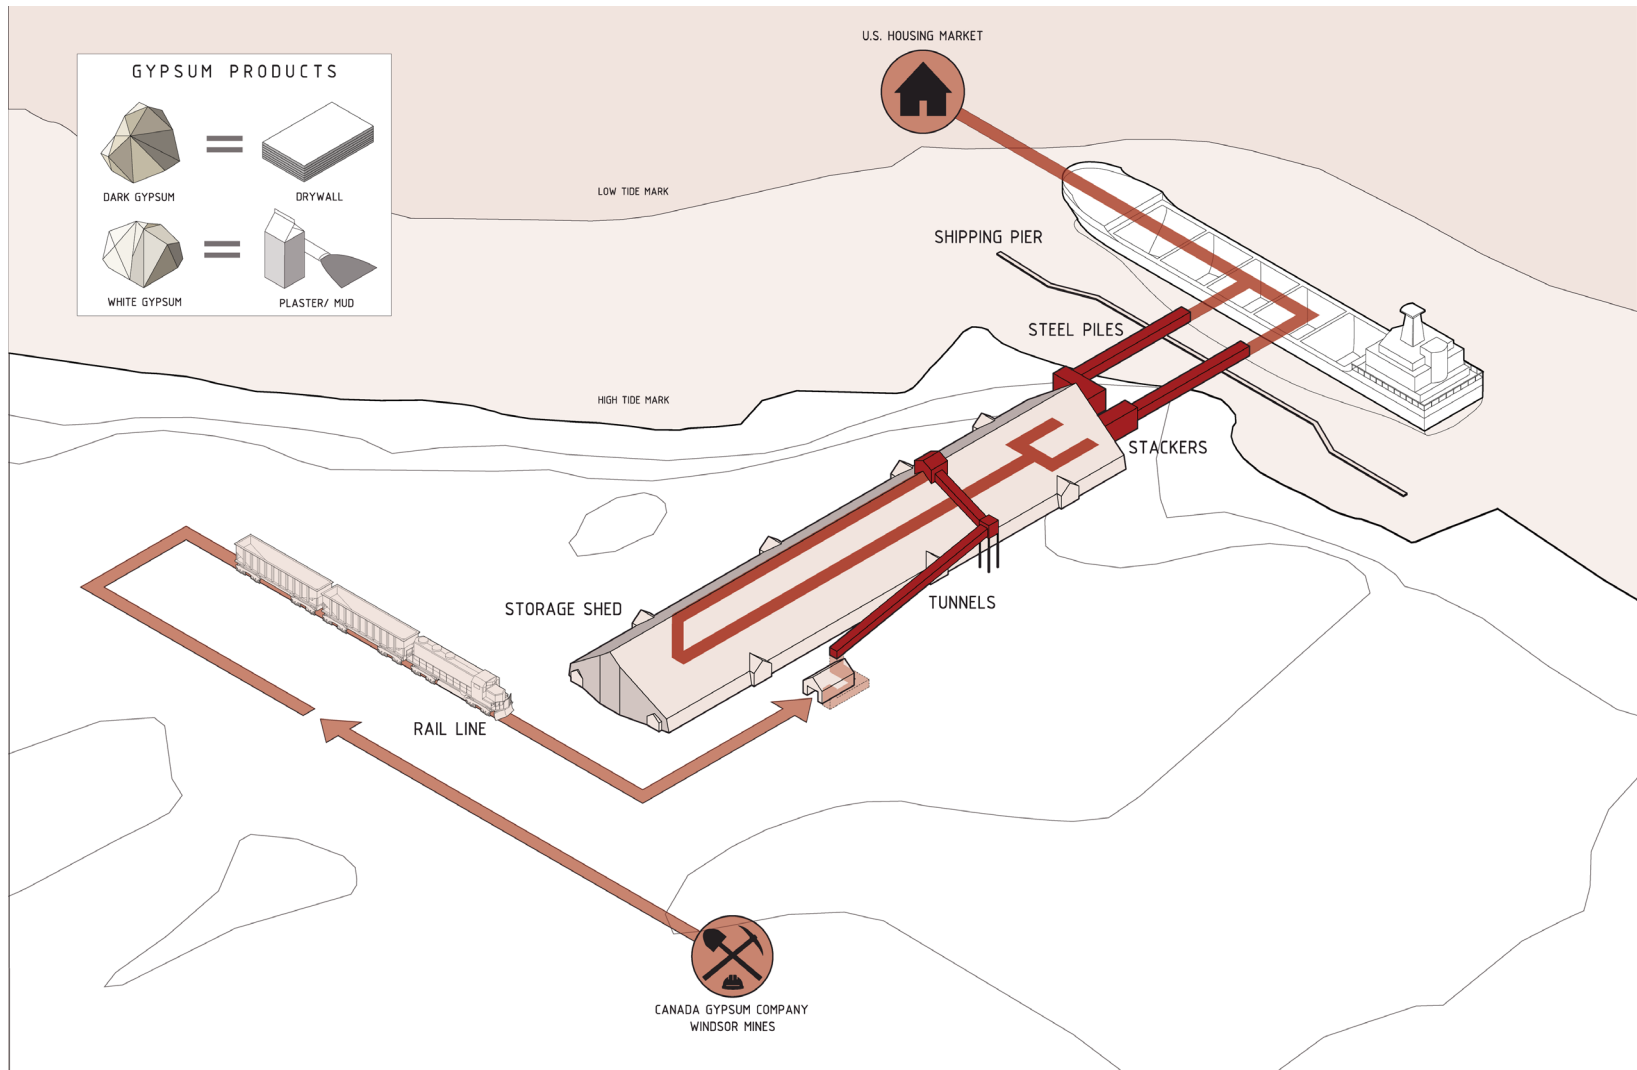 U.S. HOUSING MARKET
GYPSUM PRODUCTS
DARK GYPSUM
DRYWALL
WHITE GYPSUM
PLASTER/ MUD
LOW TIDE MARK
SHIPPING PIER
STEEL PILES
HIGH TIDE MARK
STACKERS
STORAGE SHED
TUNNELS
RAIL LINE
CANADA GYPSUM COMPANY
WINDSOR MINES